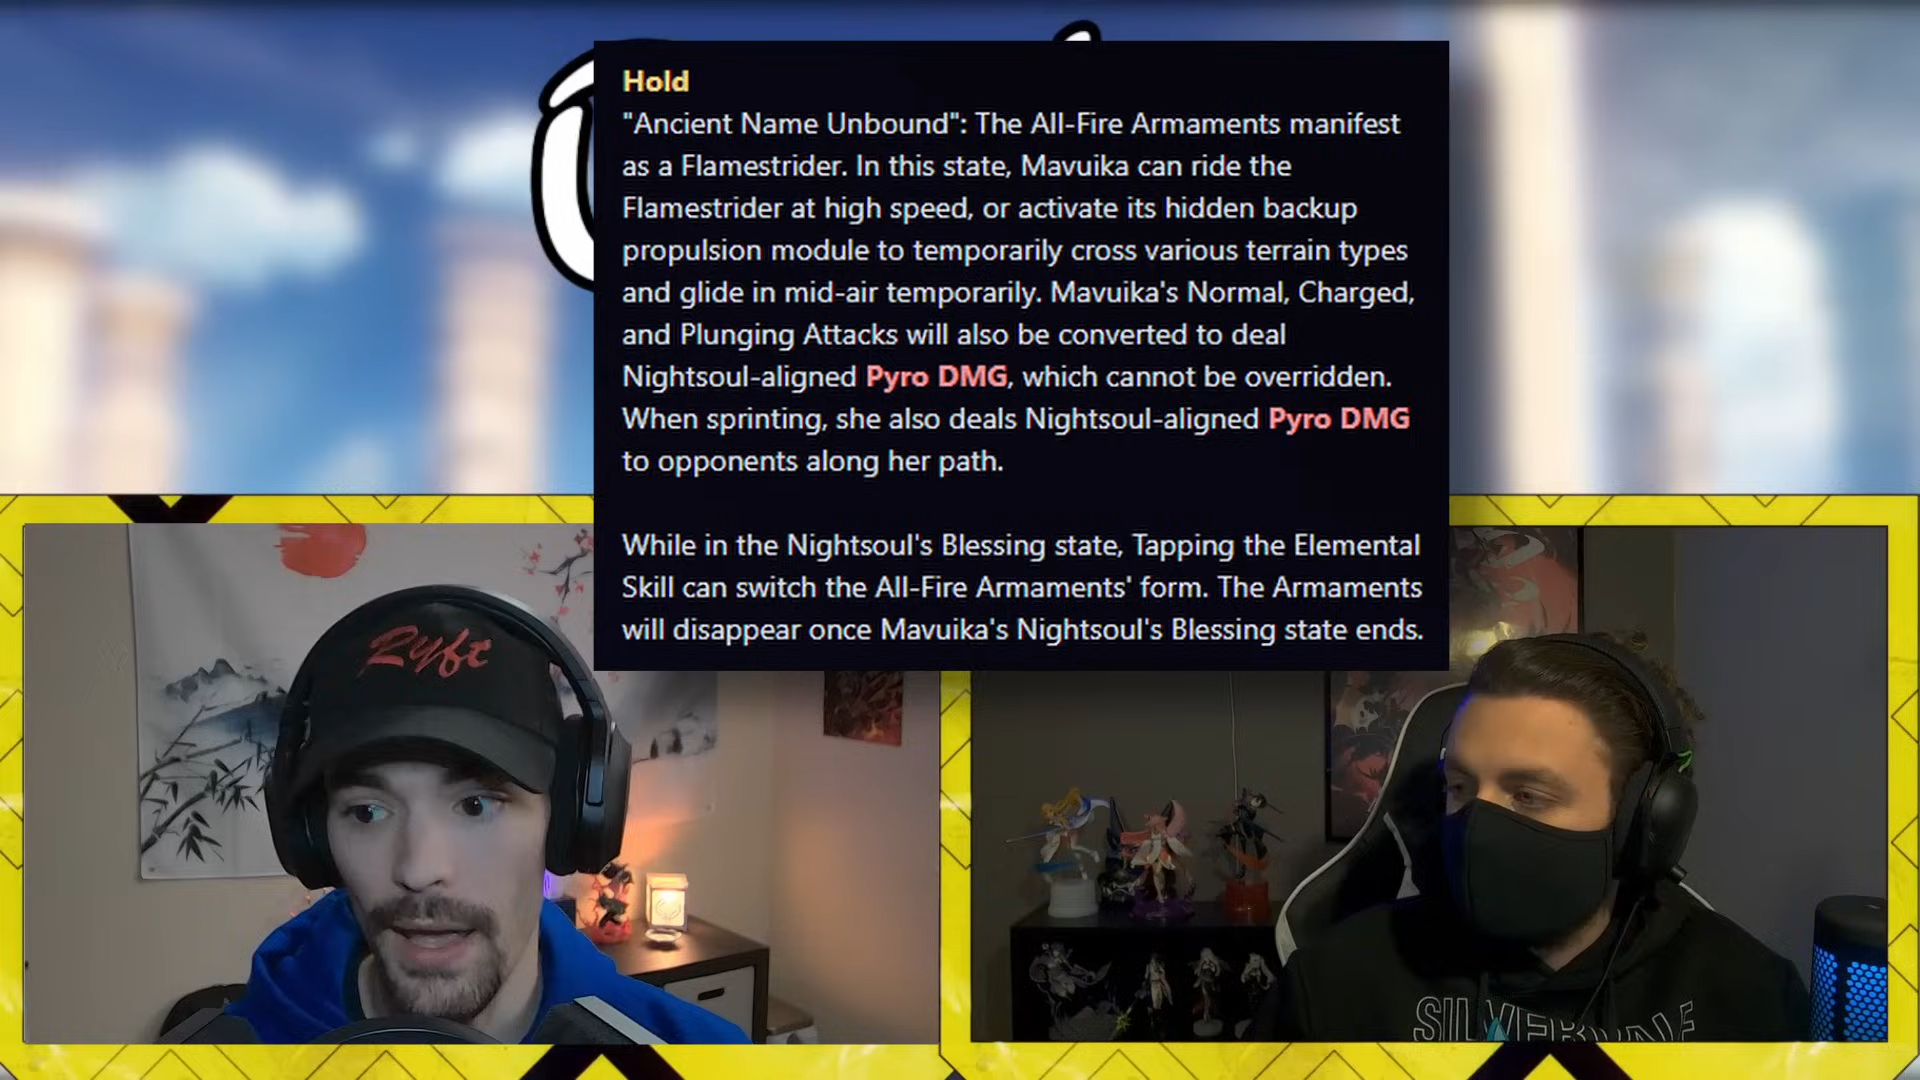 Hold
"Ancient Name Unbound": The All-Fire Armaments manifest
as a Flamestrider. In this state, Mavuika can ride the
Flamestrider at high speed, or activate its hidden backup
propulsion module to temporarily cross various terrain types
and glide in mid-air temporarily. Mavuika's Normal, Charged,
and Plunging Attacks will also be converted to deal
Nightsoul-aligned Pyro DMG, which cannot be overridden.
When sprinting, she also deals Nightsoul-aligned Pyro DMG
to opponents along her path.
While in the Nightsoul's Blessing state, Tapping the Elemental
Skill can switch the All-Fire Armaments' form. The Armaments
will disappear once Mavuika's Nightsoul's Blessing state ends.
Ryfx